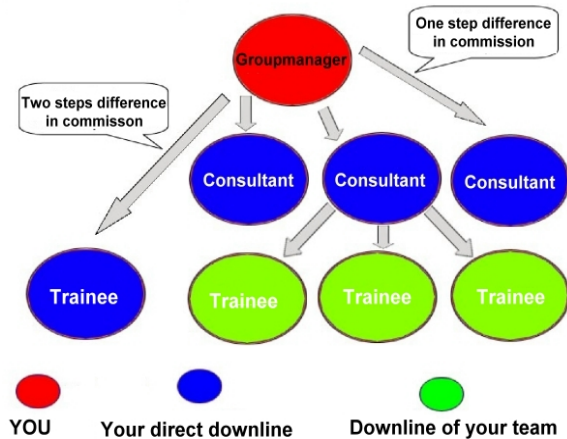 One step difference
in commission
Groupmanager
Two steps difference
in commisson
Consultant
Consultant
Consultant
Trainee
Trainee
Trainee
Trainee
YOU
Your direct downline
Downline of your team